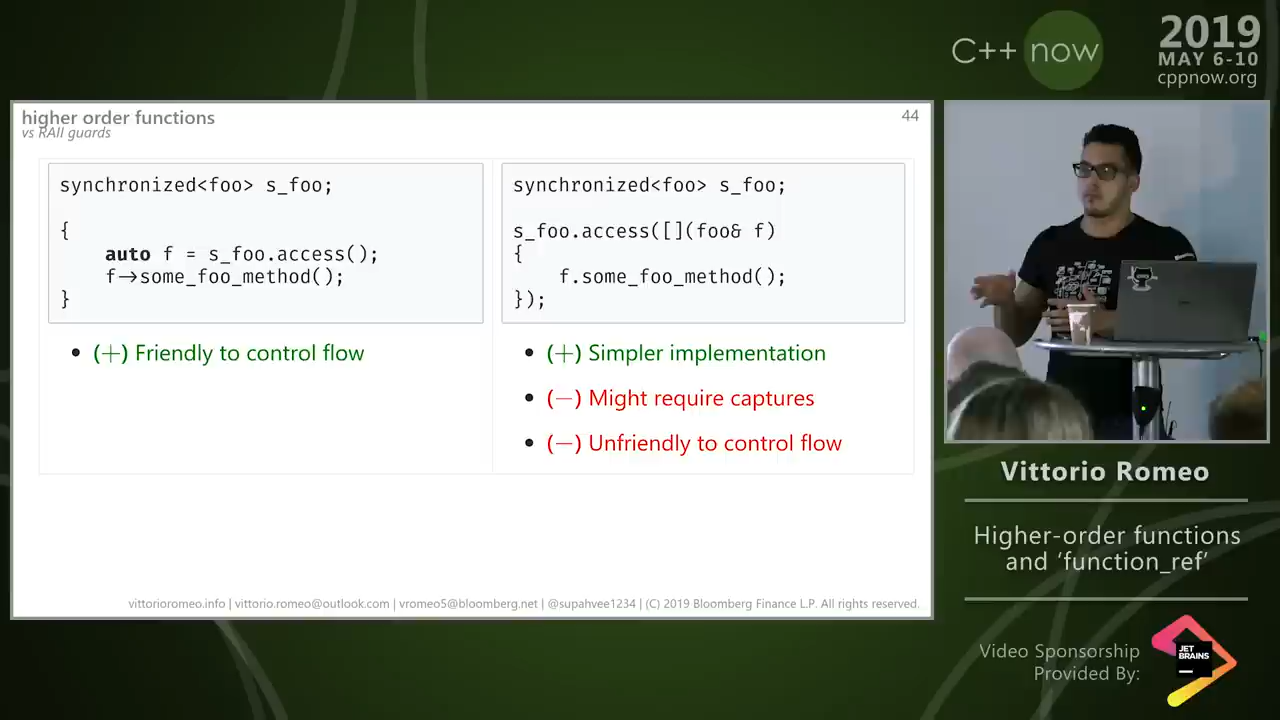 C++ now
2019
MAY 6-10
cppnow.org
higher order functions
vs RAII guards
44
synchronized<foo> s_foo;
{
auto f = s_foo.access();
f->some_foo_method();
}
• (+) Friendly to control flow
synchronized<foo> s_foo;
s_foo.access([](foo& f)
{
f.some_foo_method();
});
• (+) Simpler implementation
• (−) Might require captures
• (−) Unfriendly to control flow
vittorioromeo.info | vittorio.romeo@outlook.com | vromeo5@bloomberg.net | @supahvee1234 | (C) 2019 Bloomberg Finance L.P. All rights reserved.
Vittorio Romeo
Higher-order functions
and ‘function_ref’
Video Sponsorship
Provided By:
JET
BRAINS